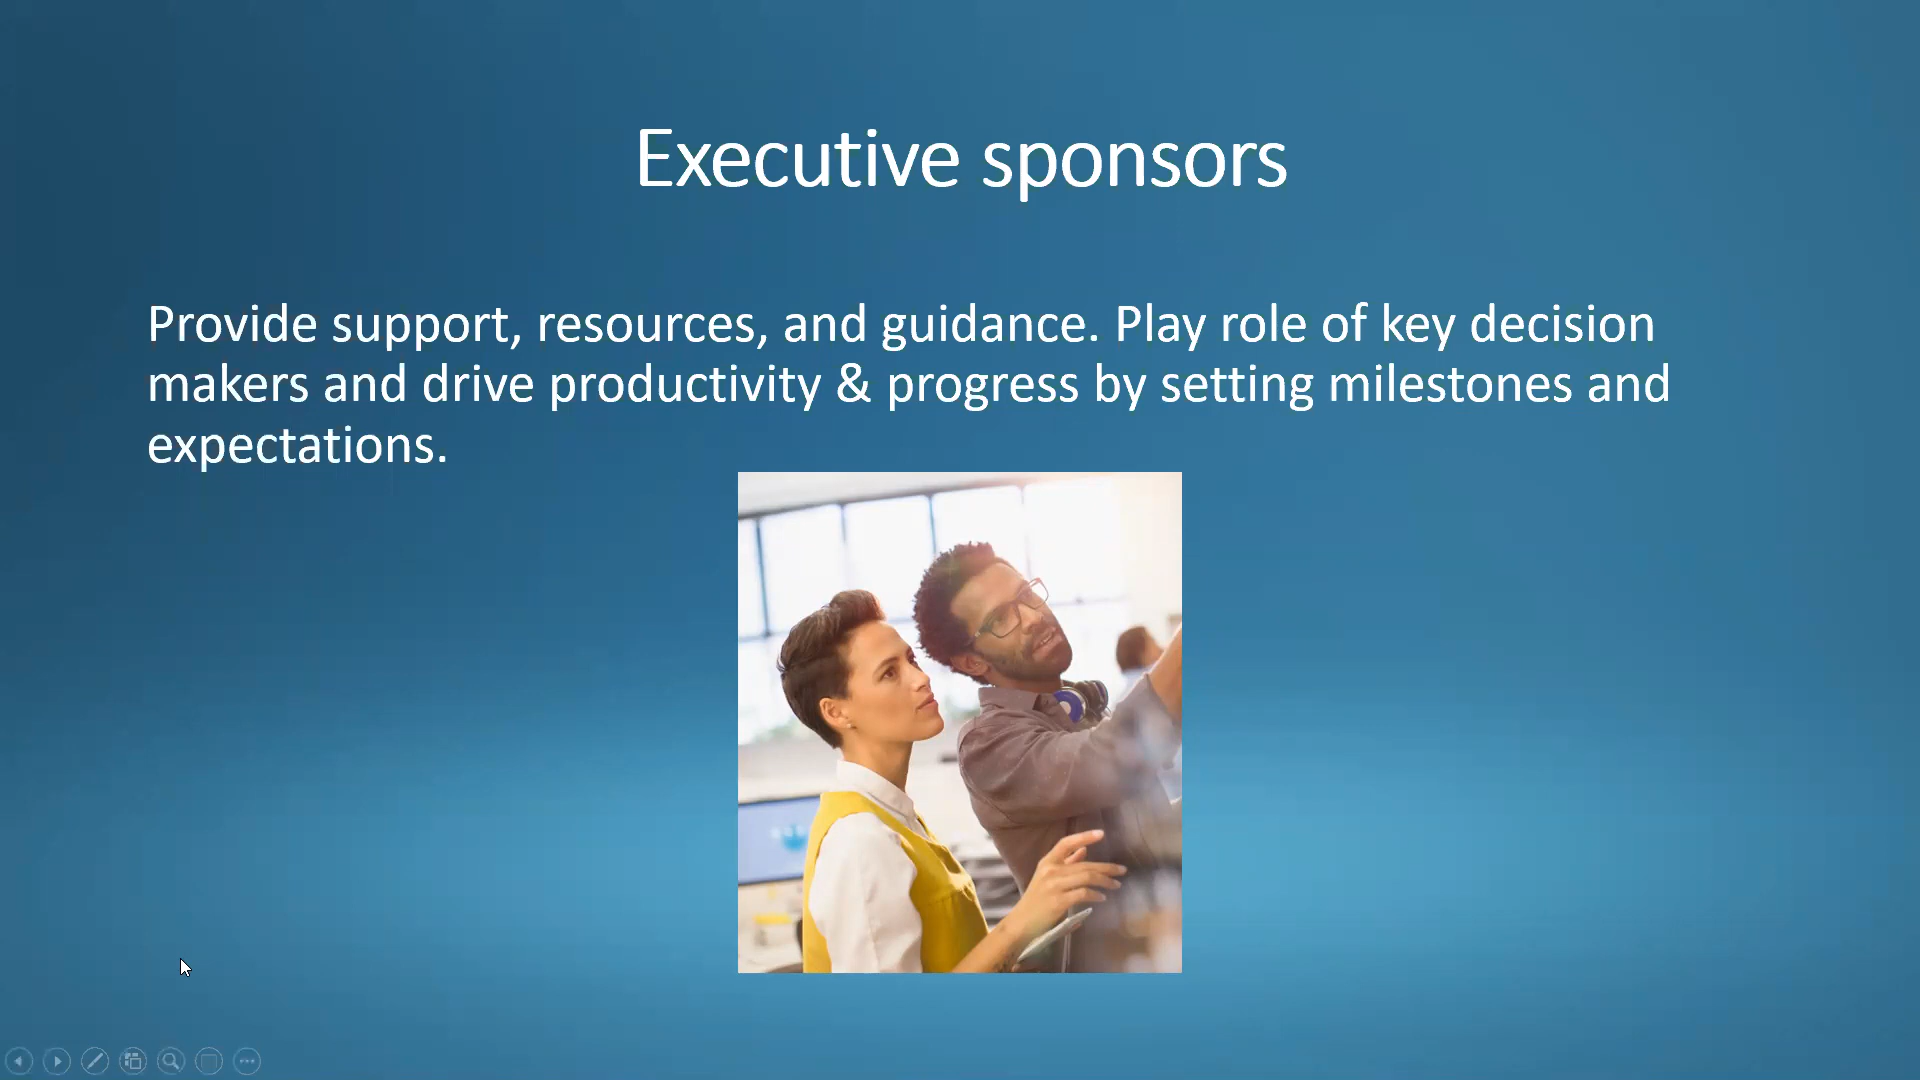 Executive sponsors
Provide support, resources, and guidance. Play role of key decision
makers and drive productivity & progress by setting milestones and
expectations.